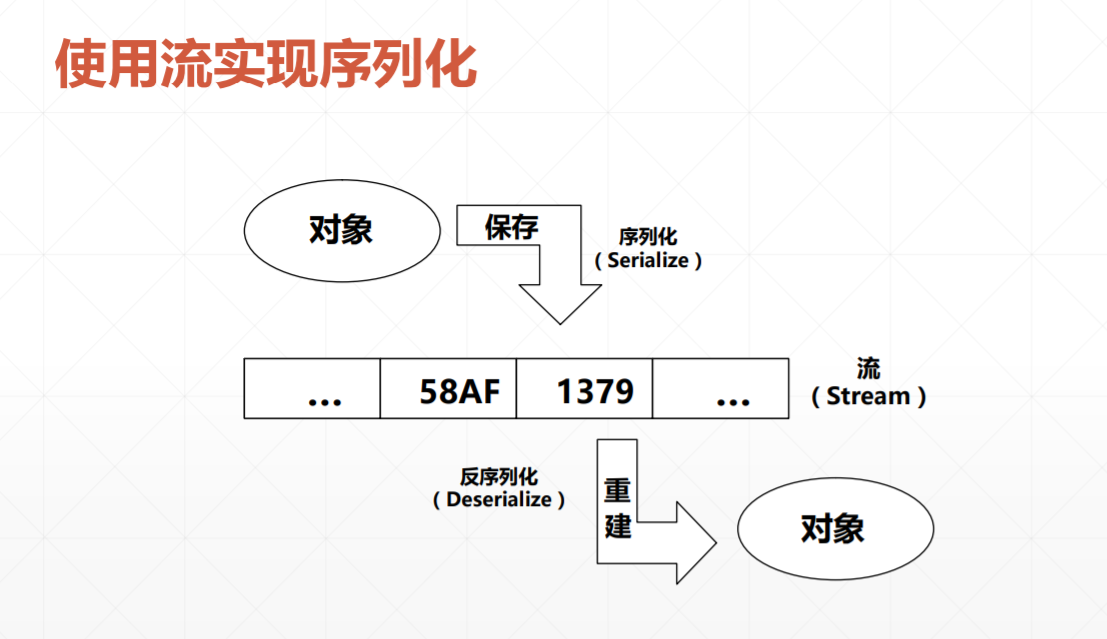 使用流实现序列化
对象
保存
序列化
（Serialize）
...
58AF
1379
...
流
（Stream）
反序列化
（Deserialize）
重
建
对象